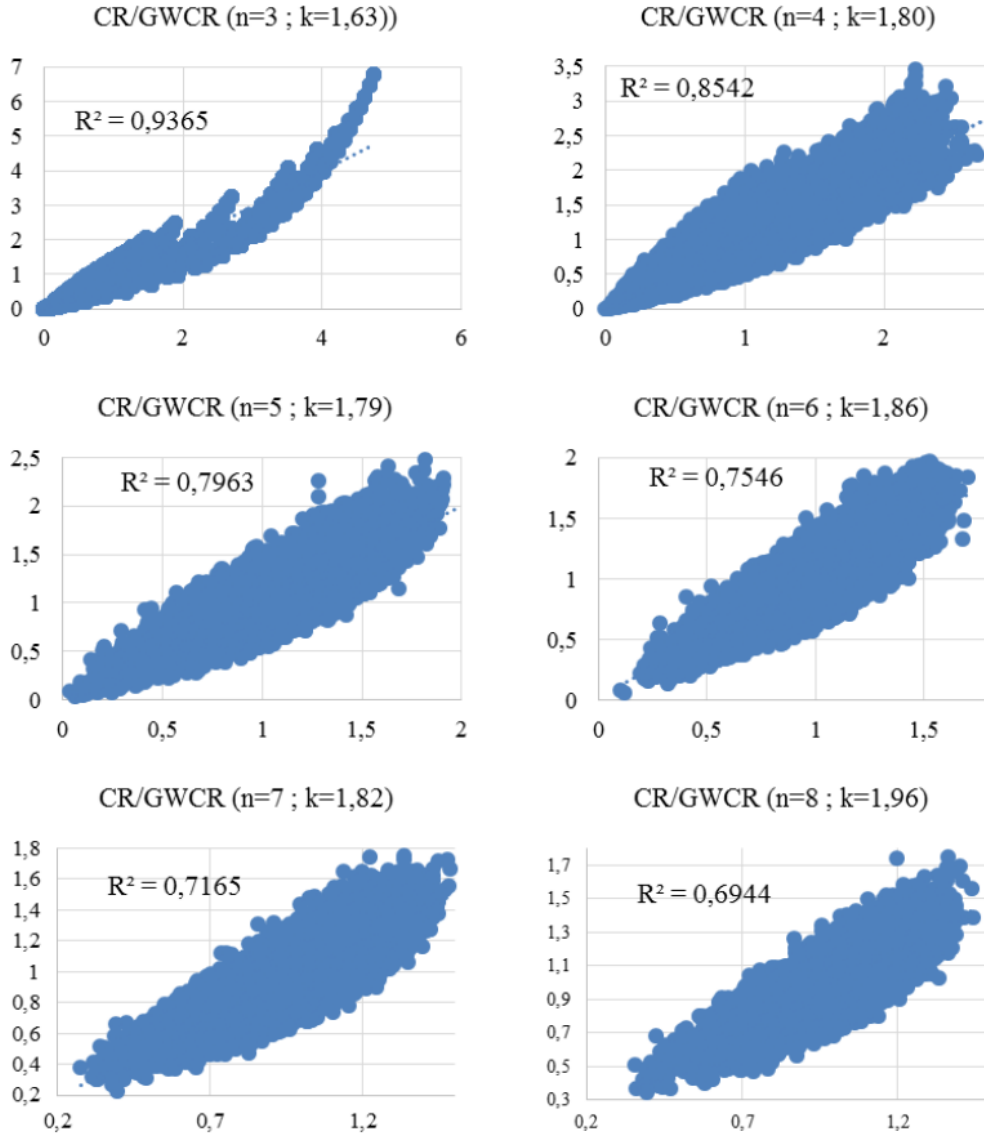 CR/GWCR (n=3 ; k=1,63))
7
6
5
4
3
2
1
0
0 2 4 6
R² = 0,9365
CR/GWCR (n=4 ; k=1,80)
3,5
3
2,5
2
1,5
1
0,5
0
0 1 2
R² = 0,8542
CR/GWCR (n=5 ; k=1,79)
2,5
2
1,5
1
0,5
0
0 0,5 1 1,5 2
R² = 0,7963
CR/GWCR (n=6 ; k=1,86)
2
1,5
1
0,5
0
0 0,5 1 1,5
R² = 0,7546
CR/GWCR (n=7 ; k=1,82)
1,8
1,6
1,4
1,2
1
0,8
0,6
0,4
0,2
0,2 0,7 1,2
R² = 0,7165
CR/GWCR (n=8 ; k=1,96)
1,7
1,5
1,3
1,1
0,9
0,7
0,5
0,3
0,2 0,7 1,2
R² = 0,6944